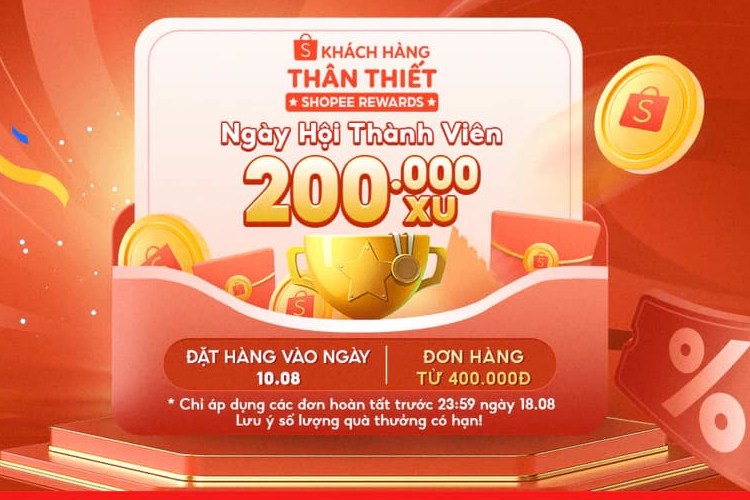 S KHÁCH HÀNG
THÂN THIẾT
★ SHOPEE REWARDS ★
Ngày Hội Thành Viên
200.000
XU
ĐẶT HÀNG VÀO NGÀY
10.08
ĐƠN HÀNG
TỪ 400.000Đ
* Chỉ áp dụng các đơn hoàn tất trước 23:59 ngày 18.08
Lưu ý số lượng quà thưởng có hạn!
S
S
S
%